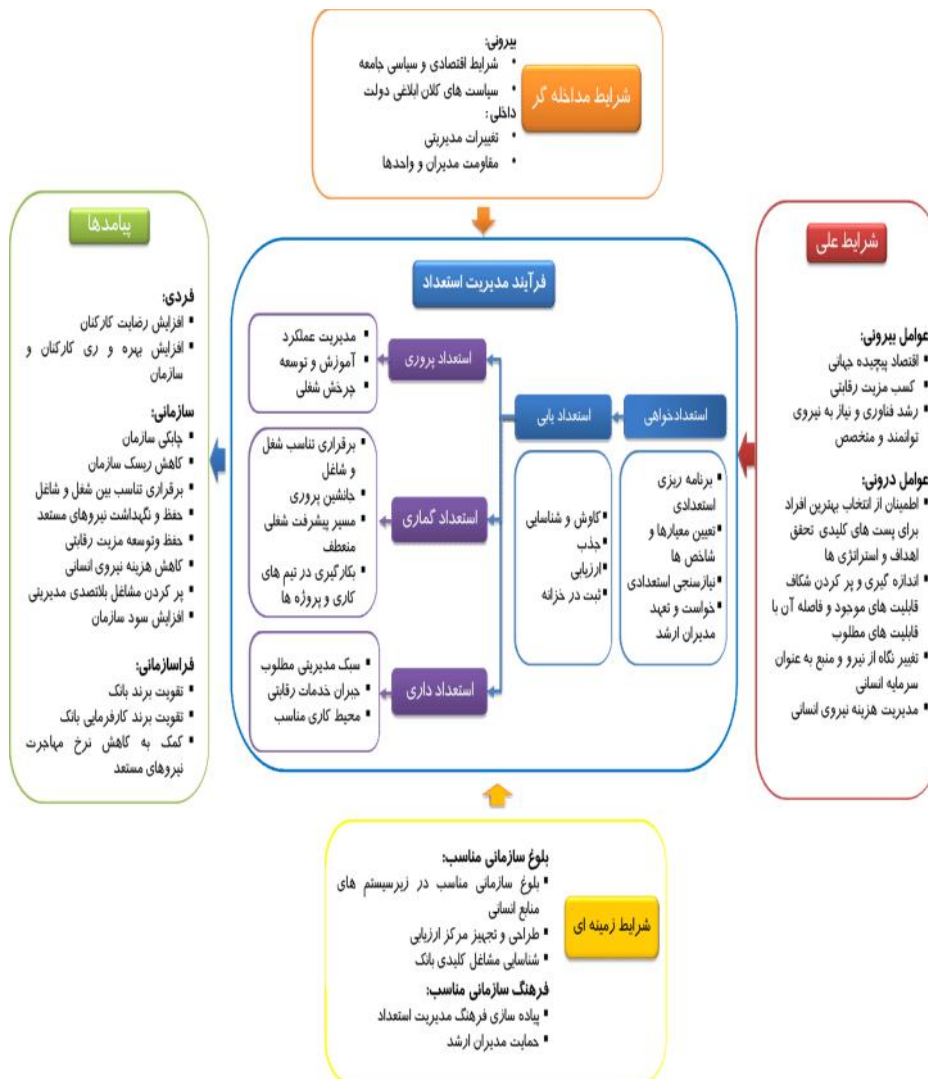 بیرونی:
• شرایط اقتصادی و سیاسی جامعه
• سیاست های کلان ابلاغی دولت
داخلی:
• تغییرات مدیریتی
• مقاومت مدیران و واحدها
شرایط مداخله گر
شرایط علی
عوامل بیرونی:
▪ اقتصاد پیچیده جهانی
▪ کسب مزیت رقابتی
▪ رشد فناوری و نیاز به نیروی
توانمند و متخصص
عوامل درونی:
▪ اطمینان از انتخاب بهترین افراد
برای پست های کلیدی تحقق
اهداف و استراتژی ها
▪ اندازه گیری و پر کردن شکاف
قابلیت های موجود و فاصله آن با
قابلیت های مطلوب
▪ تغییر نگاه از نیرو و منبع به عنوان
سرمایه انسانی
▪ مدیریت هزینه نیروی انسانی
فرآیند مدیریت استعداد
استعدادخواهی
▪ برنامه ریزی
استعدادی
▪ تعیین معیارها و
شاخص ها
▪ نیازسنجی استعدادی
▪ خواست و تعهد
مدیران ارشد
استعداد یابی
▪ کاوش و شناسایی
▪ جذب
▪ ارزیابی
▪ ثبت در خزانه
استعداد پروری
▪ مدیریت عملکرد
▪ آموزش و توسعه
▪ چرخش شغلی
استعداد گماری
▪ برقراری تناسب شغل
و شاغل
▪ جانشین پروری
▪ مسیر پیشرفت شغلی
منعطف
▪ بکارگیری در تیم های
کاری و پروژه ها
استعداد داری
▪ سبک مدیریتی مطلوب
▪ جبران خدمات رقابتی
▪ محیط کاری مناسب
پیامدها
فردی:
▪ افزایش رضایت کارکنان
▪ افزایش بهره و ری کارکنان و
سازمان
سازمانی:
▪ چابکی سازمان
▪ کاهش ریسک سازمان
▪ برقراری تناسب بین شغل و شاغل
▪ حفظ و نگهداشت نیروهای مستعد
▪ حفظ وتوسعه مزیت رقابتی
▪ کاهش هزینه نیروی انسانی
▪ پر کردن مشاغل بلاتصدی مدیریتی
▪ افزایش سود سازمان
فراسازمانی:
▪ تقویت برند بانک
▪ تقویت برند کارفرمایی بانک
▪ کمک به کاهش نرخ مهاجرت
نیروهای مستعد
شرایط زمینه ای
بلوغ سازمانی مناسب:
▪ بلوغ سازمانی مناسب در زیرسیستم های
منابع انسانی
▪ طراحی و تجهیز مرکز ارزیابی
▪ شناسایی مشاغل کلیدی بانک
فرهنگ سازمانی مناسب:
▪ پیاده سازی فرهنگ مدیریت استعداد
▪ حمایت مدیران ارشد